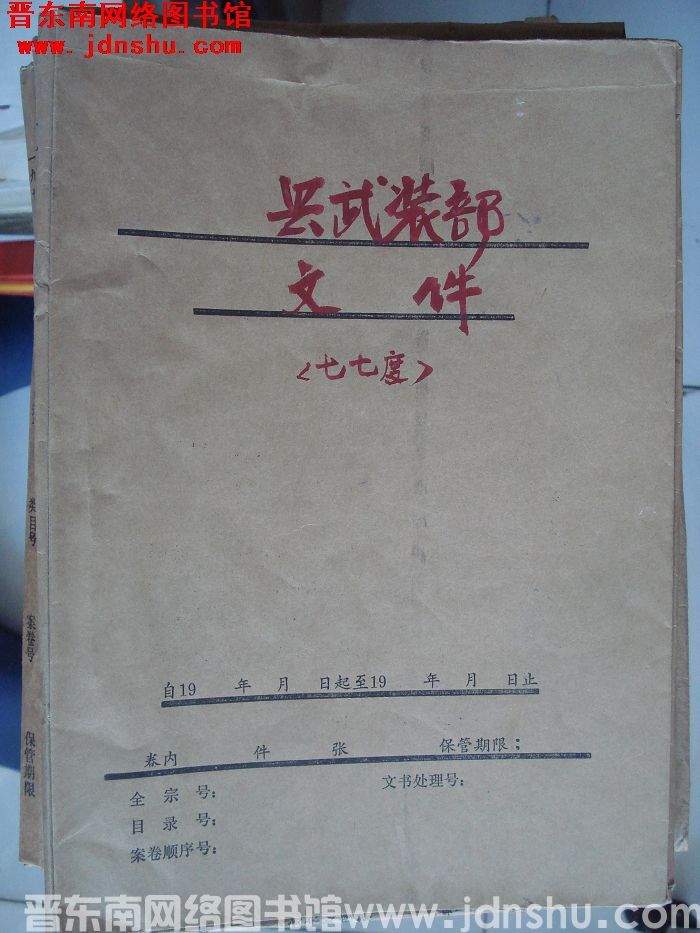 晋东南网络图书馆
www.jdnshu.com
县武装部
文 件
<七七度>
自19 年 月 日起至19 年 月 日止
卷内 件 张 保管期限:
全宗号: 文书处理号:
目录号:
案卷顺序号:
类目号
案卷号
保管期限
晋东南网络图书馆 www.jdnshu.com